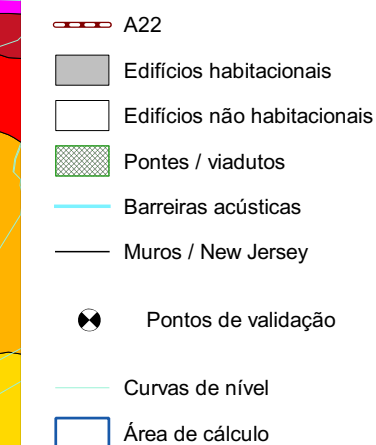 A22
Edifícios habitacionais
Edifícios não habitacionais
Pontes / viadutos
Barreiras acústicas
Muros / New Jersey
Pontos de validação
Curvas de nível
Área de cálculo